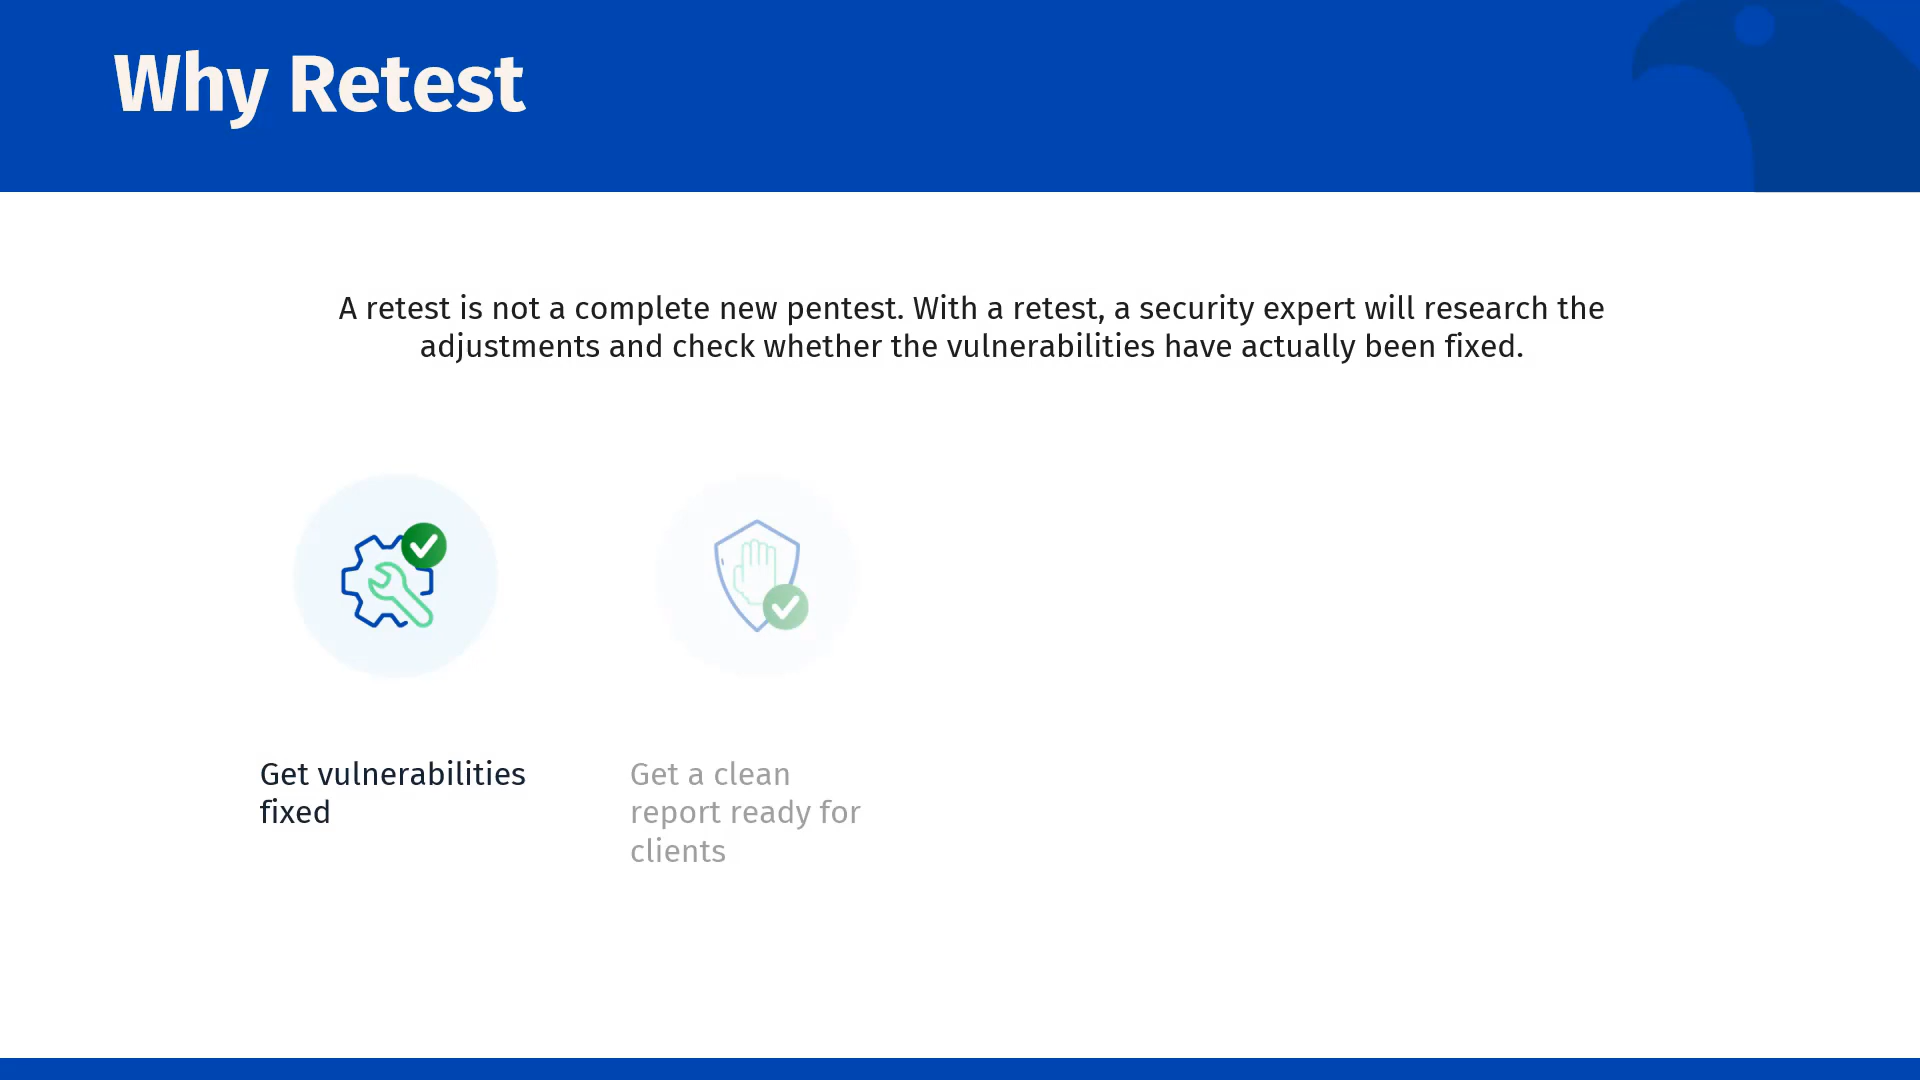 Why Retest
A retest is not a complete new pentest. With a retest, a security expert will research the
adjustments and check whether the vulnerabilities have actually been fixed.
Get vulnerabilities
fixed
Get a clean
report ready for
clients